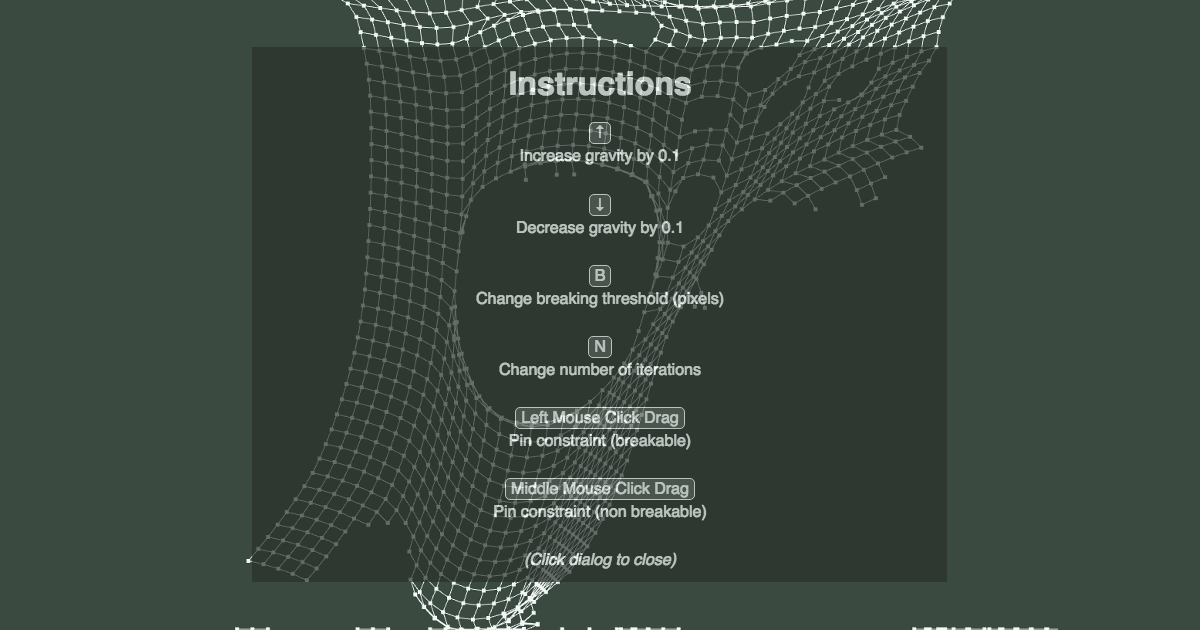 Instructions
↑
Increase gravity by 0.1
↓
Decrease gravity by 0.1
B
Change breaking threshold (pixels)
N
Change number of iterations
Left Mouse Click Drag
Pin constraint (breakable)
Middle Mouse Click Drag
Pin constraint (non breakable)
(Click dialog to close)